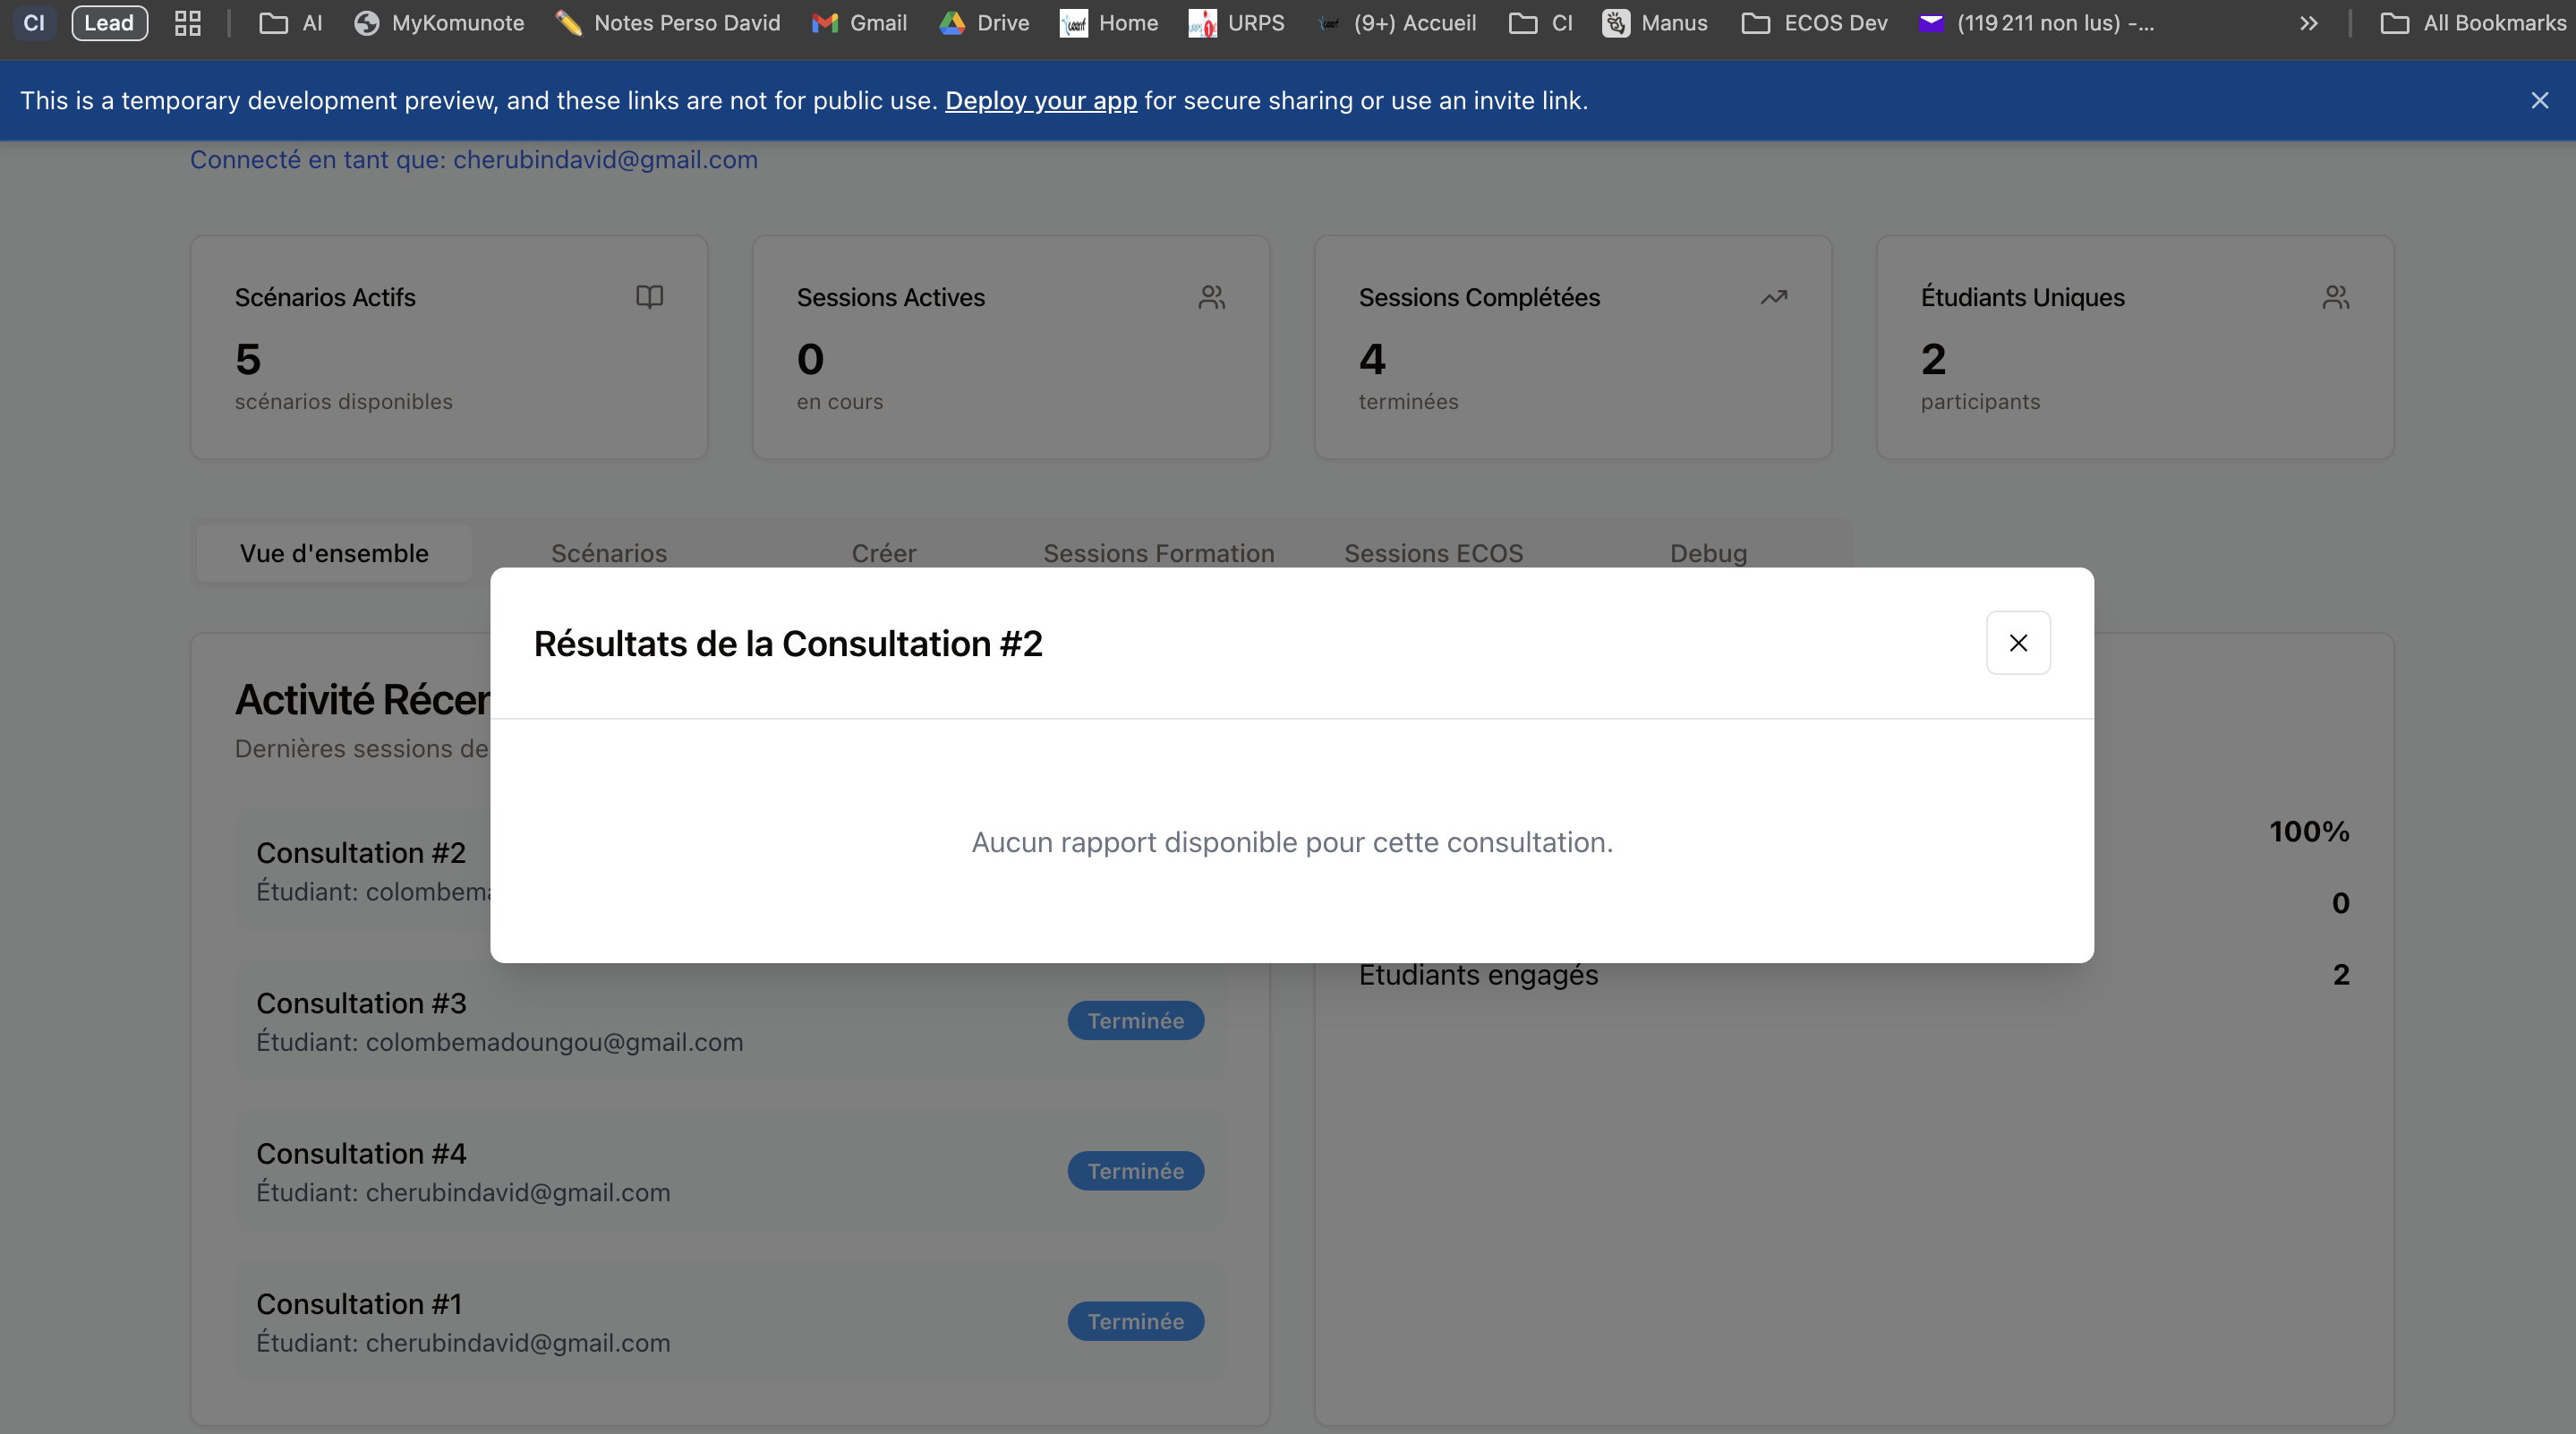 CI Lead AI MyKomunote Notes Perso David Gmail Drive Home URPS (9+) Accueil CI Manus ECOS Dev (119 211 non lus) -... All Bookmarks
This is a temporary development preview, and these links are not for public use. Deploy your app for secure sharing or use an invite link.
Connecté en tant que: cherubindavid@gmail.com
Scénarios Actifs
5
scénarios disponibles
Sessions Actives
0
en cours
Sessions Complétées
4
terminées
Étudiants Uniques
2
participants
Vue d'ensemble Scénarios Créer Sessions Formation Sessions ECOS Debug
Résultats de la Consultation #2
Aucun rapport disponible pour cette consultation.
Activité Récen
Dernières sessions de
Consultation #2
Étudiant: colombema
Consultation #3
Étudiant: colombemadoungou@gmail.com
Terminée
Consultation #4
Étudiant: cherubindavid@gmail.com
Terminée
Consultation #1
Étudiant: cherubindavid@gmail.com
Terminée
100%
0
Étudiants engagés 2